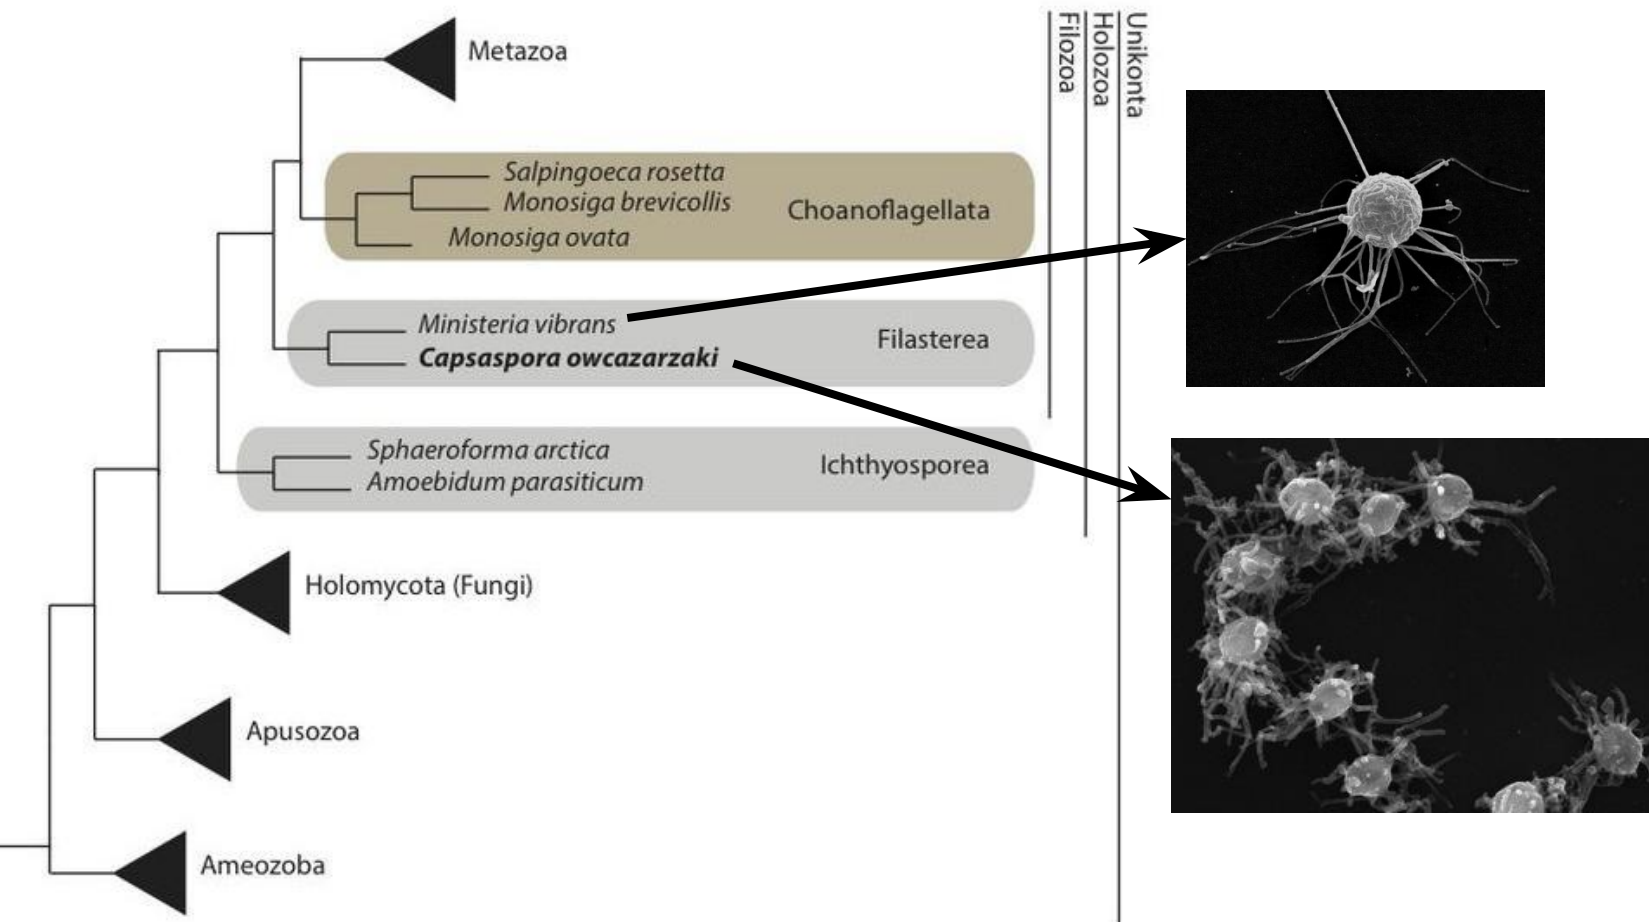 Metazoa
Filozoa
Holozoa
Unikonta
Salpingoeca rosetta
Monosiga brevicollis
Choanoflagellata
Monosiga ovata
Ministeria vibrans
Filasterea
Capsaspora owcazarzaki
Sphaeroforma arctica
Ichthyosporea
Amoebidum parasiticum
Holomycota (Fungi)
Apusozoa
Ameozoba